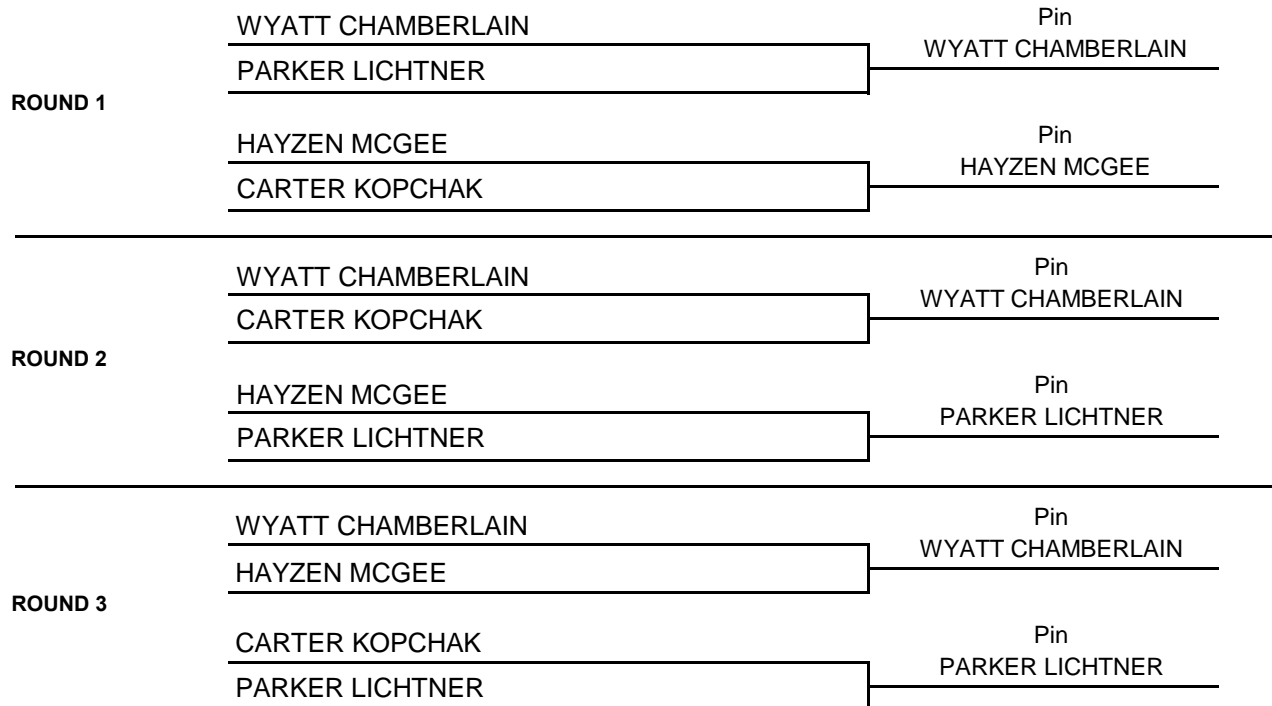 WYATT CHAMBERLAIN
Pin
WYATT CHAMBERLAIN
PARKER LICHTNER
ROUND 1
HAYZEN MCGEE
Pin
HAYZEN MCGEE
CARTER KOPCHAK
WYATT CHAMBERLAIN
Pin
WYATT CHAMBERLAIN
CARTER KOPCHAK
ROUND 2
HAYZEN MCGEE
Pin
PARKER LICHTNER
PARKER LICHTNER
WYATT CHAMBERLAIN
Pin
WYATT CHAMBERLAIN
HAYZEN MCGEE
ROUND 3
CARTER KOPCHAK
Pin
PARKER LICHTNER
PARKER LICHTNER